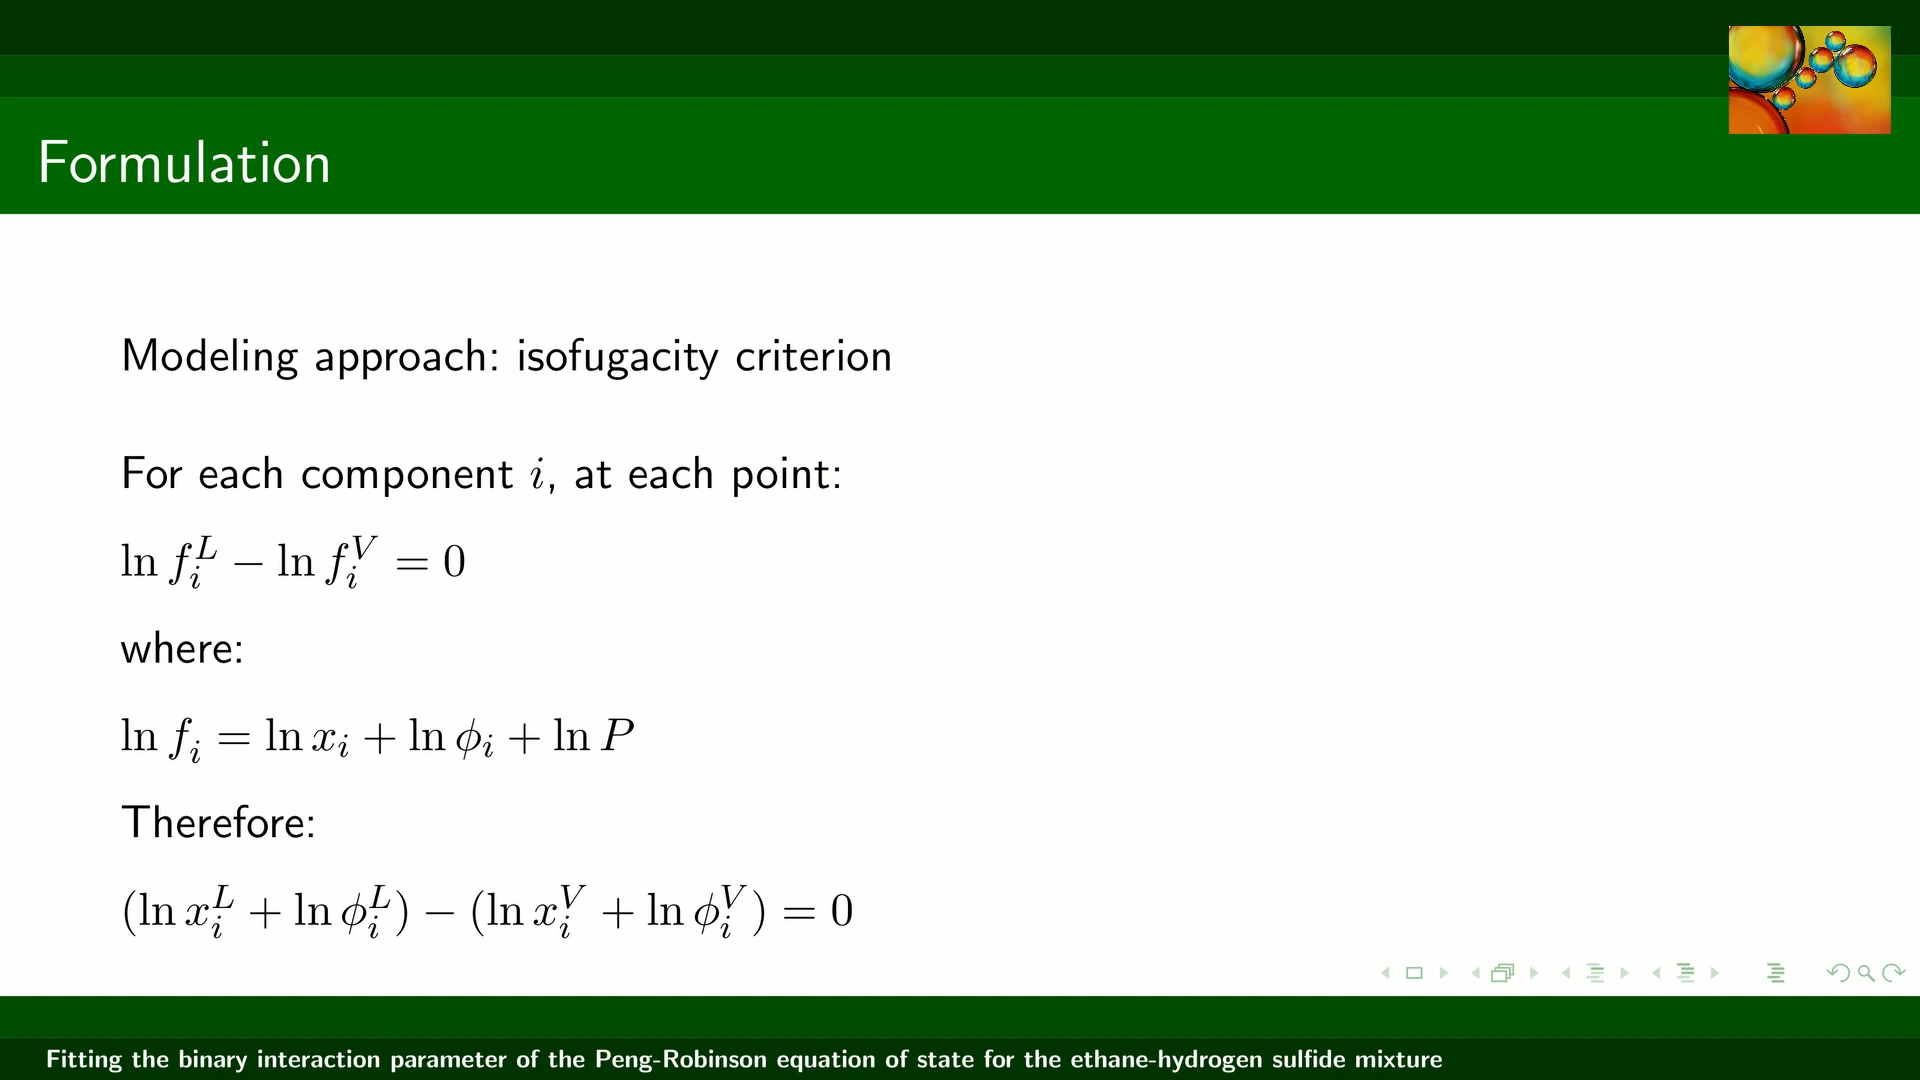 Formulation
Modeling approach: isofugacity criterion
For each component i, at each point:
ln f_i^L − ln f_i^V = 0
where:
ln f_i = ln x_i + ln ϕ_i + ln P
Therefore:
(ln x_i^L + ln ϕ_i^L) − (ln x_i^V + ln ϕ_i^V) = 0
Fitting the binary interaction parameter of the Peng-Robinson equation of state for the ethane-hydrogen sulfide mixture